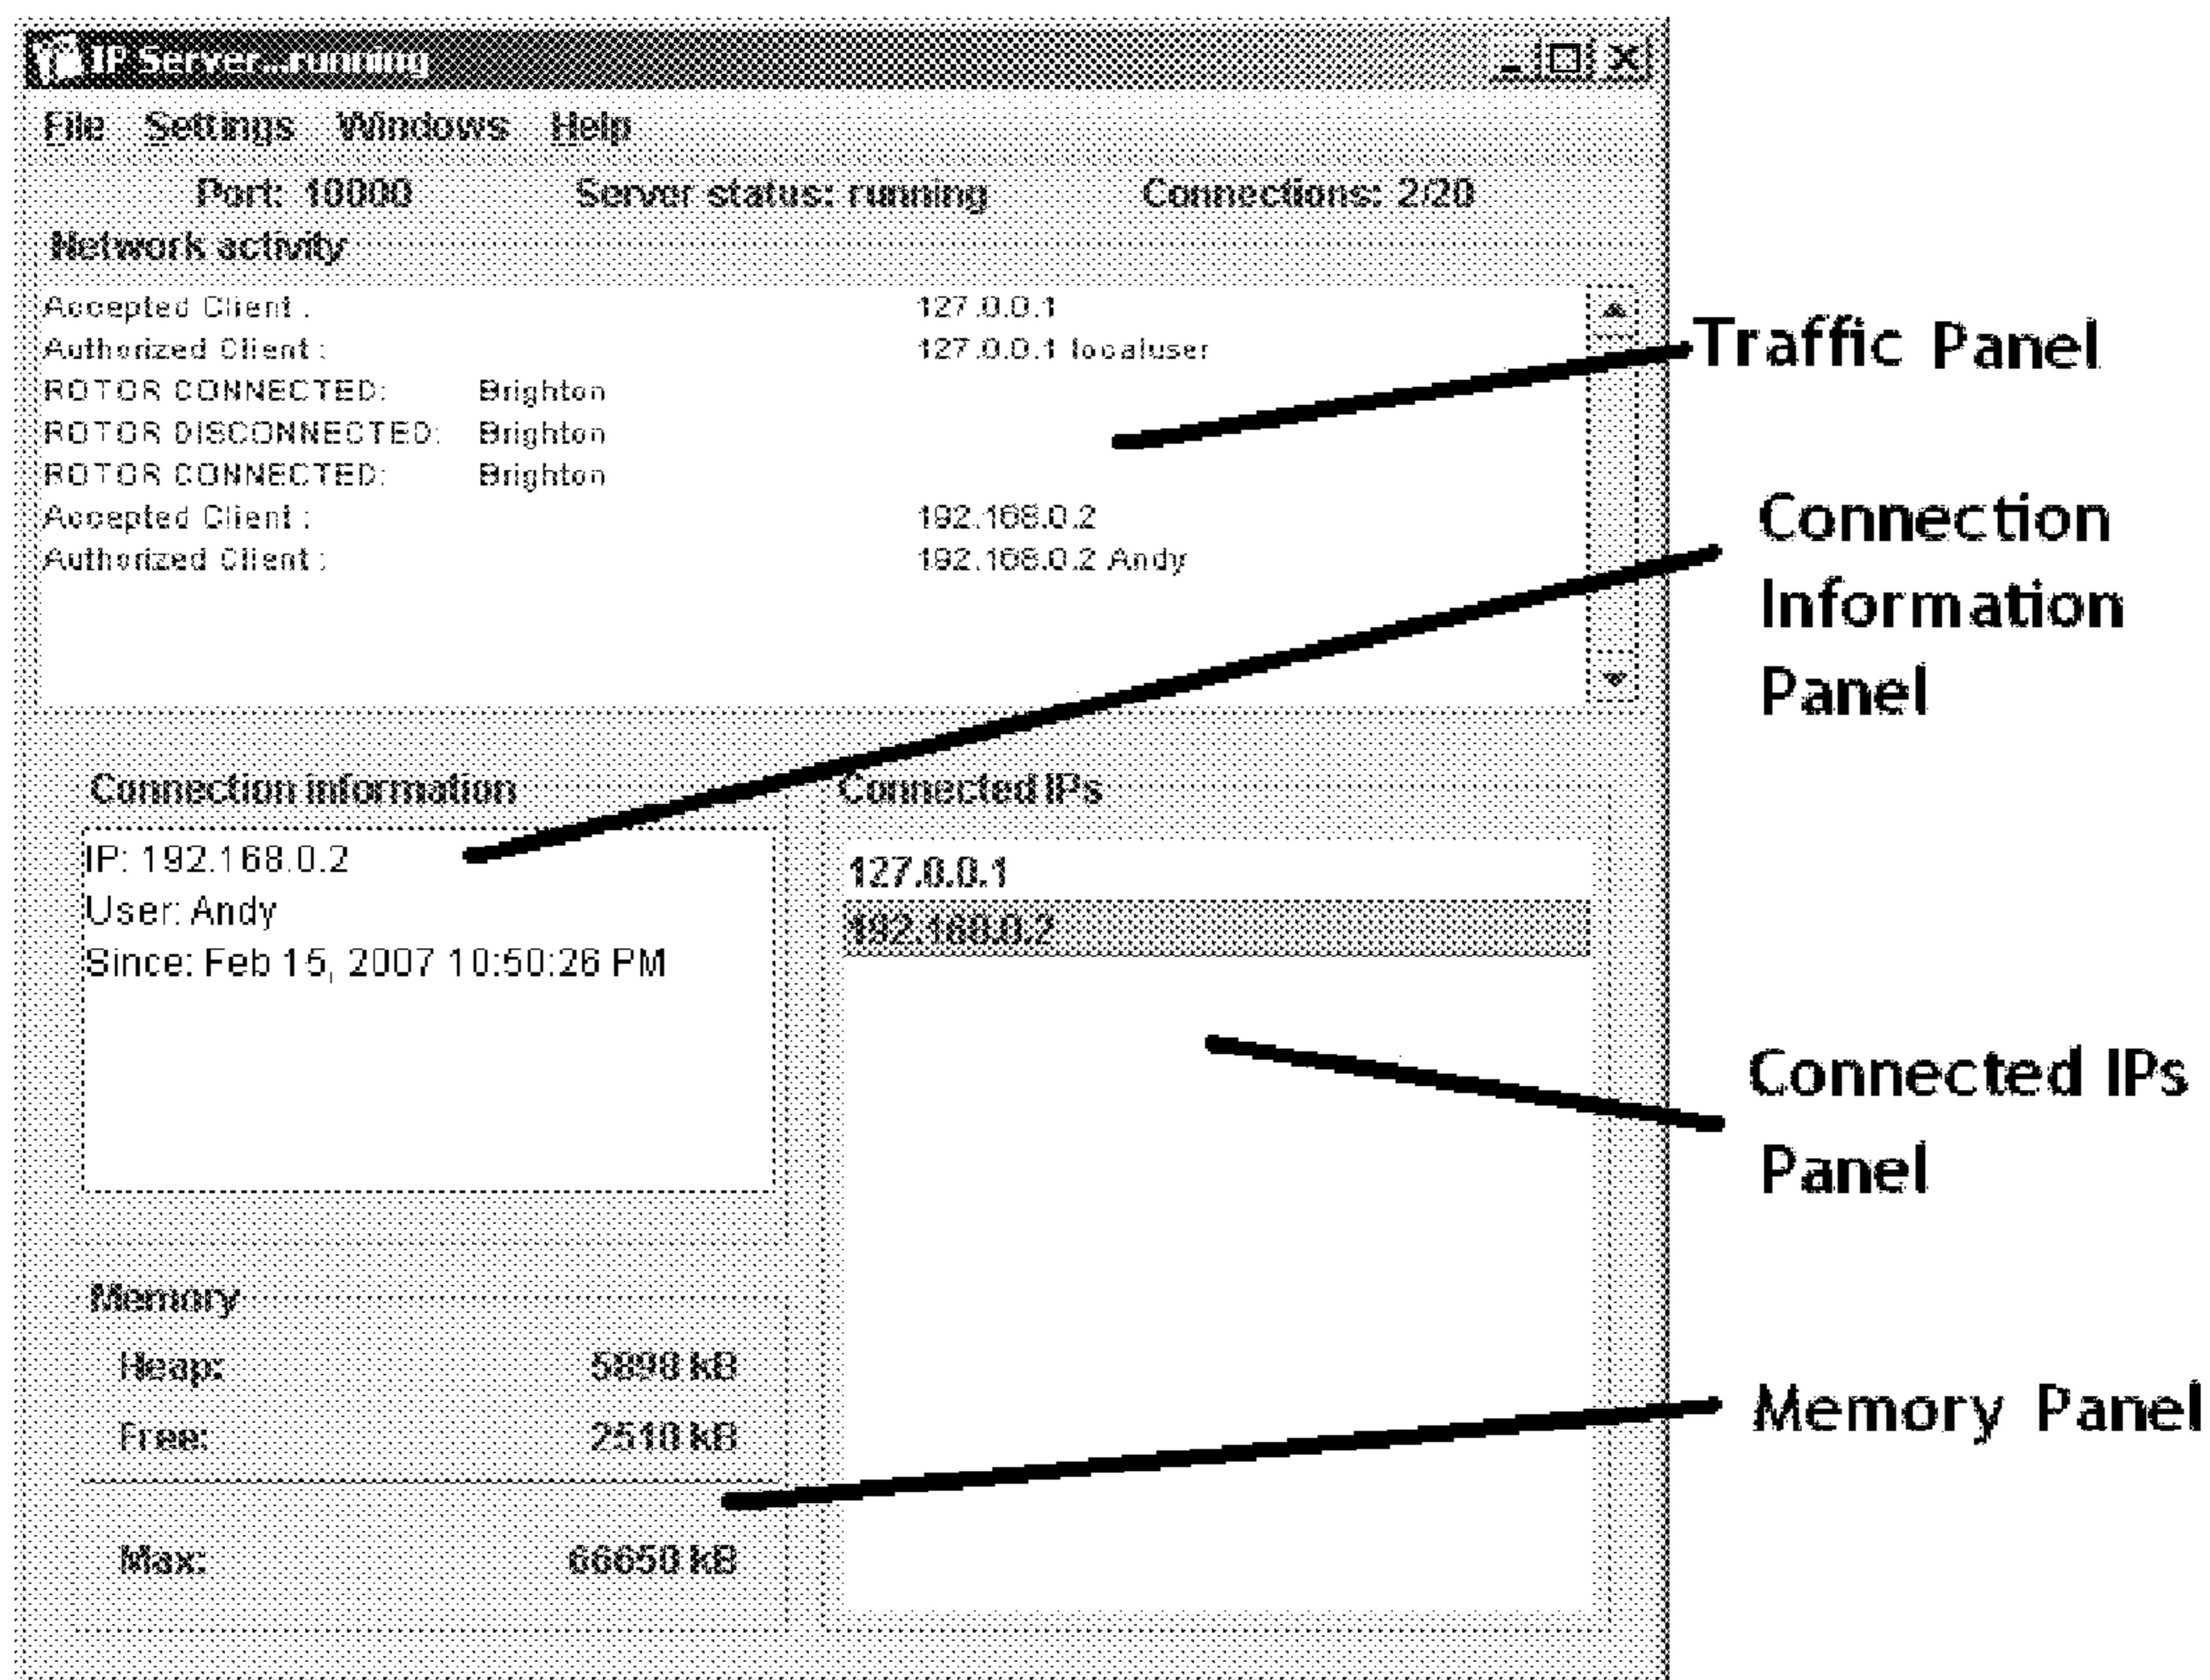 IP Server...running
File Settings Windows Help
Port: 10000 Server status: running Connections: 2/20
Network activity
Accepted Client : 127.0.0.1
Authorized Client : 127.0.0.1 localuser
ROTOR CONNECTED: Brighton
ROTOR DISCONNECTED: Brighton
ROTOR CONNECTED: Brighton
Accepted Client : 192.168.0.2
Authorized Client : 192.168.0.2 Andy
Traffic Panel
Connection
Information
Panel
Connection information
IP: 192.168.0.2
User: Andy
Since: Feb 15, 2007 10:50:26 PM
Connected IPs
127.0.0.1
192.168.0.2
Connected IPs
Panel
Memory
Heap: 5890 kB
Free: 2510 kB
Max: 66650 kB
Memory Panel